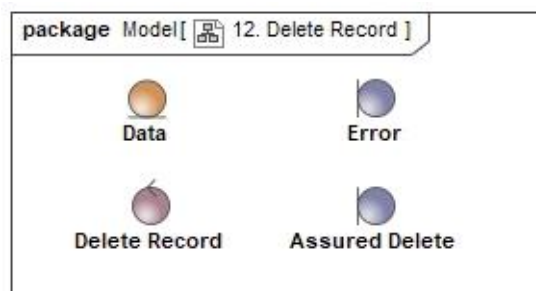 package Model[ 12. Delete Record ]
Data
Error
Delete Record
Assured Delete